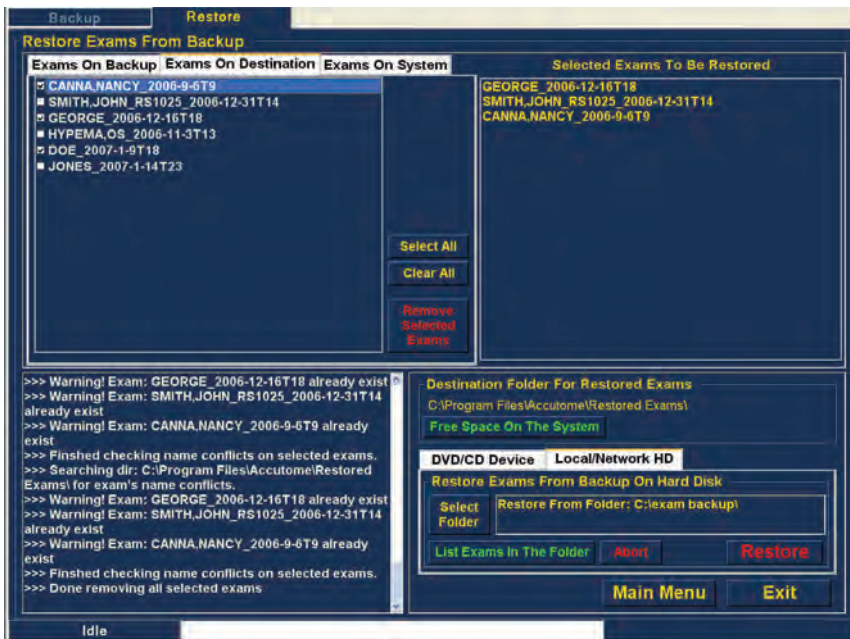 Backup
Restore
Restore Exams From Backup
Exams On Backup
Exams On Destination
Exams On System
CANNA,NANCY_2006-9-6T9
SMITH,JOHN_RS1025_2006-12-31T14
GEORGE_2006-12-16T18
HYPEMA,OS_2006-11-3T13
DOE_2007-1-9T18
JONES_2007-1-14T23
Select All
Clear All
Remove
Selected
Exams
Selected Exams To Be Restored
GEORGE_2006-12-16T18
SMITH,JOHN_RS1025_2006-12-31T14
CANNA,NANCY_2006-9-6T9
>>> Warning! Exam: GEORGE_2006-12-16T18 already exist
>>> Warning! Exam: SMITH,JOHN_RS1025_2006-12-31T14
already exist
>>> Warning! Exam: CANNA,NANCY_2006-9-6T9 already
exist
>>> Finshed checking name conflicts on selected exams.
>>> Searching dir: C:\Program Files\Accutome\Restored
Exams\ for exam's name conflicts.
>>> Warning! Exam: GEORGE_2006-12-16T18 already exist
>>> Warning! Exam: SMITH,JOHN_RS1025_2006-12-31T14
already exist
>>> Warning! Exam: CANNA,NANCY_2006-9-6T9 already
exist
>>> Finshed checking name conflicts on selected exams.
>>> Done removing all selected exams
Destination Folder For Restored Exams
C:\Program Files\Accutome\Restored Exams\
Free Space On The System
DVD/CD Device
Local/Network HD
Restore Exams From Backup On Hard Disk
Select
Folder
Restore From Folder: C:\exam backup\
List Exams In The Folder
Abort
Restore
Main Menu
Exit
Idle